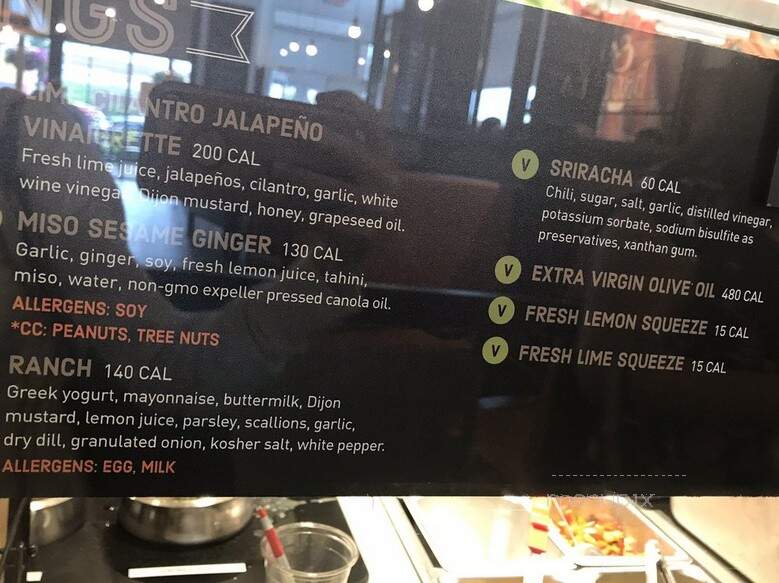 NGS
LIME CILANTRO JALAPEÑO
VINAIGRETTE 200 CAL
Fresh lime juice, jalapeños, cilantro, garlic, white
wine vinegar, Dijon mustard, honey, grapeseed oil.
MISO SESAME GINGER 130 CAL
Garlic, ginger, soy, fresh lemon juice, tahini,
miso, water, non-gmo expeller pressed canola oil.
ALLERGENS: SOY
*CC: PEANUTS, TREE NUTS
RANCH 140 CAL
Greek yogurt, mayonnaise, buttermilk, Dijon
mustard, lemon juice, parsley, scallions, garlic,
dry dill, granulated onion, kosher salt, white pepper.
ALLERGENS: EGG, MILK
V SRIRACHA 60 CAL
Chili, sugar, salt, garlic, distilled vinegar,
potassium sorbate, sodium bisulfite as
preservatives, xanthan gum.
V EXTRA VIRGIN OLIVE OIL 480 CAL
V FRESH LEMON SQUEEZE 15 CAL
V FRESH LIME SQUEEZE 15 CAL